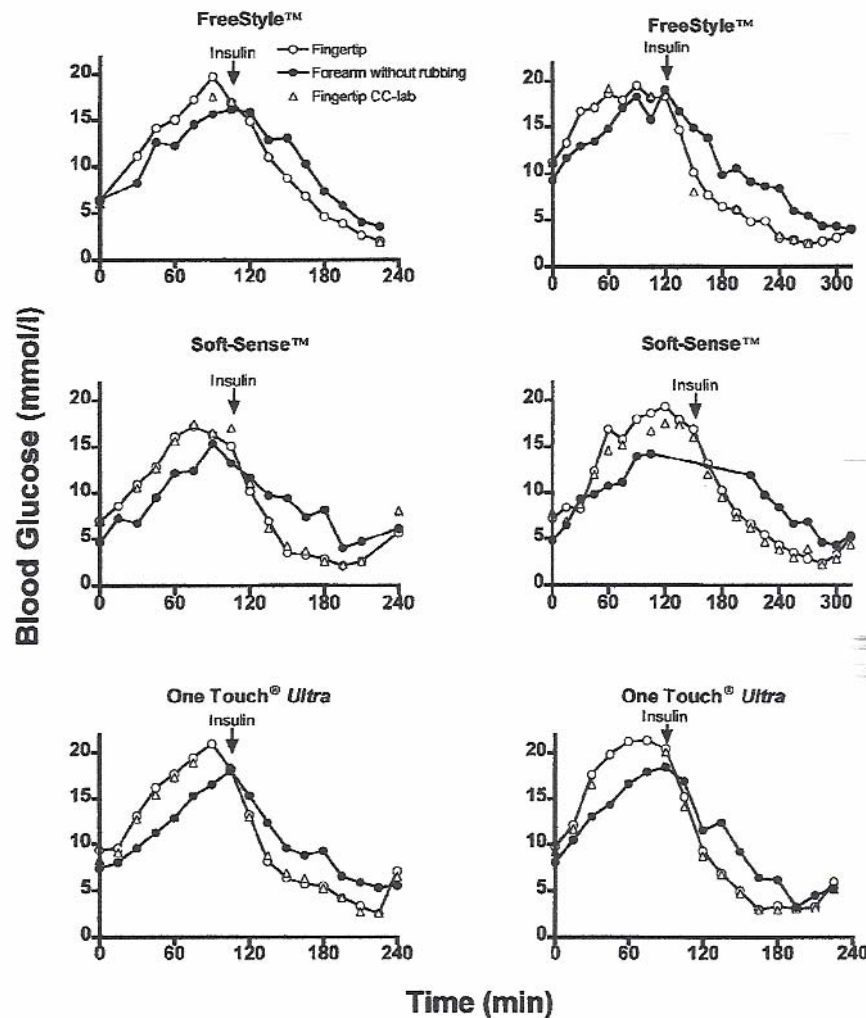 FreeStyle™
FreeStyle™
Insulin
Fingertip
Forearm without rubbing
Fingertip CC-lab
Insulin
20
15
10
5
0
0 60 120 180 240
20
15
10
5
0
0 60 120 180 240 300
Blood Glucose (mmol/l)
Soft-Sense™
Soft-Sense™
Insulin
Insulin
20
15
10
5
0
0 60 120 180 240
20
15
10
5
0
0 60 120 180 240 300
One Touch® Ultra
One Touch® Ultra
Insulin
Insulin
20
15
10
5
0
0 60 120 180 240
20
15
10
5
0
0 60 120 180 240
Time (min)